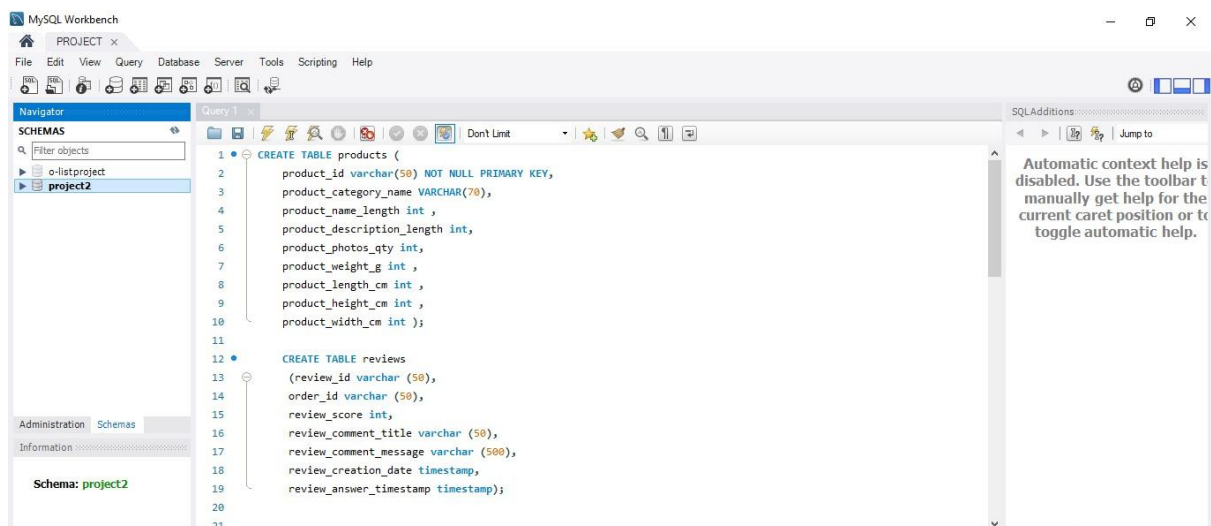 MySQL Workbench
PROJECT ×
File Edit View Query Database Server Tools Scripting Help
Navigator
SCHEMAS
Filter objects
o-listproject
project2
Administration Schemas
Information
Schema: project2
Query 1 ×
Don't Limit
1 CREATE TABLE products (
2 product_id varchar(50) NOT NULL PRIMARY KEY,
3 product_category_name VARCHAR(70),
4 product_name_length int ,
5 product_description_length int,
6 product_photos_qty int,
7 product_weight_g int ,
8 product_length_cm int ,
9 product_height_cm int ,
10 product_width_cm int );
11
12 CREATE TABLE reviews
13 (review_id varchar (50),
14 order_id varchar (50),
15 review_score int,
16 review_comment_title varchar (50),
17 review_comment_message varchar (500),
18 review_creation_date timestamp,
19 review_answer_timestamp timestamp);
20
21
SQLAdditions
Jump to
Automatic context help is
disabled. Use the toolbar t
manually get help for the
current caret position or to
toggle automatic help.